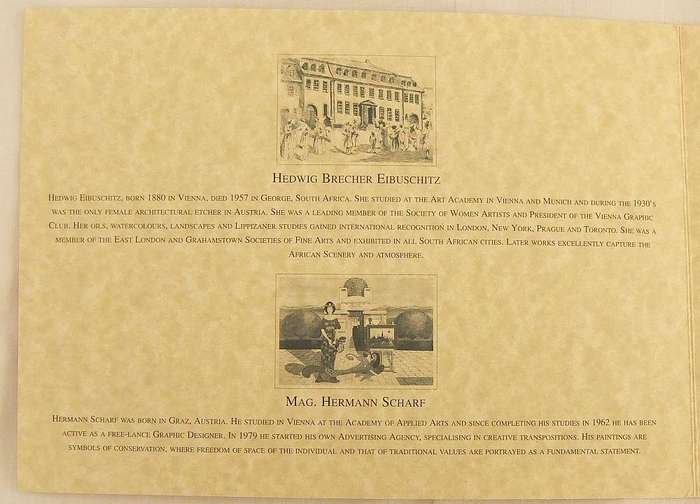 Hedwig Brecher Eibuschitz
Hedwig Eibuschitz, born 1880 in Vienna, died 1957 in George, South Africa. She studied at the Art Academy in Vienna and Munich and during the 1930's
was the only female architectural etcher in Austria. She was a leading member of the Society of Women Artists and President of the Vienna Graphic
Club. Her oils, watercolours, landscapes and Lippizaner studies gained international recognition in London, New York, Prague and Toronto. She was a
member of the East London and Grahamstown Societies of Fine Arts and exhibited in all South African cities. Later works excellently capture the
African Scenery and atmosphere.
Mag. Hermann Scharf
Hermann Scharf was born in Graz, Austria. He studied in Vienna at the Academy of Applied Arts and since completing his studies in 1962 he has been
active as a free-lance Graphic Designer. In 1979 he started his own Advertising Agency, specialising in creative transpositions. His paintings are
symbols of conservation, where freedom of space of the individual and that of traditional values are portrayed as a fundamental statement.